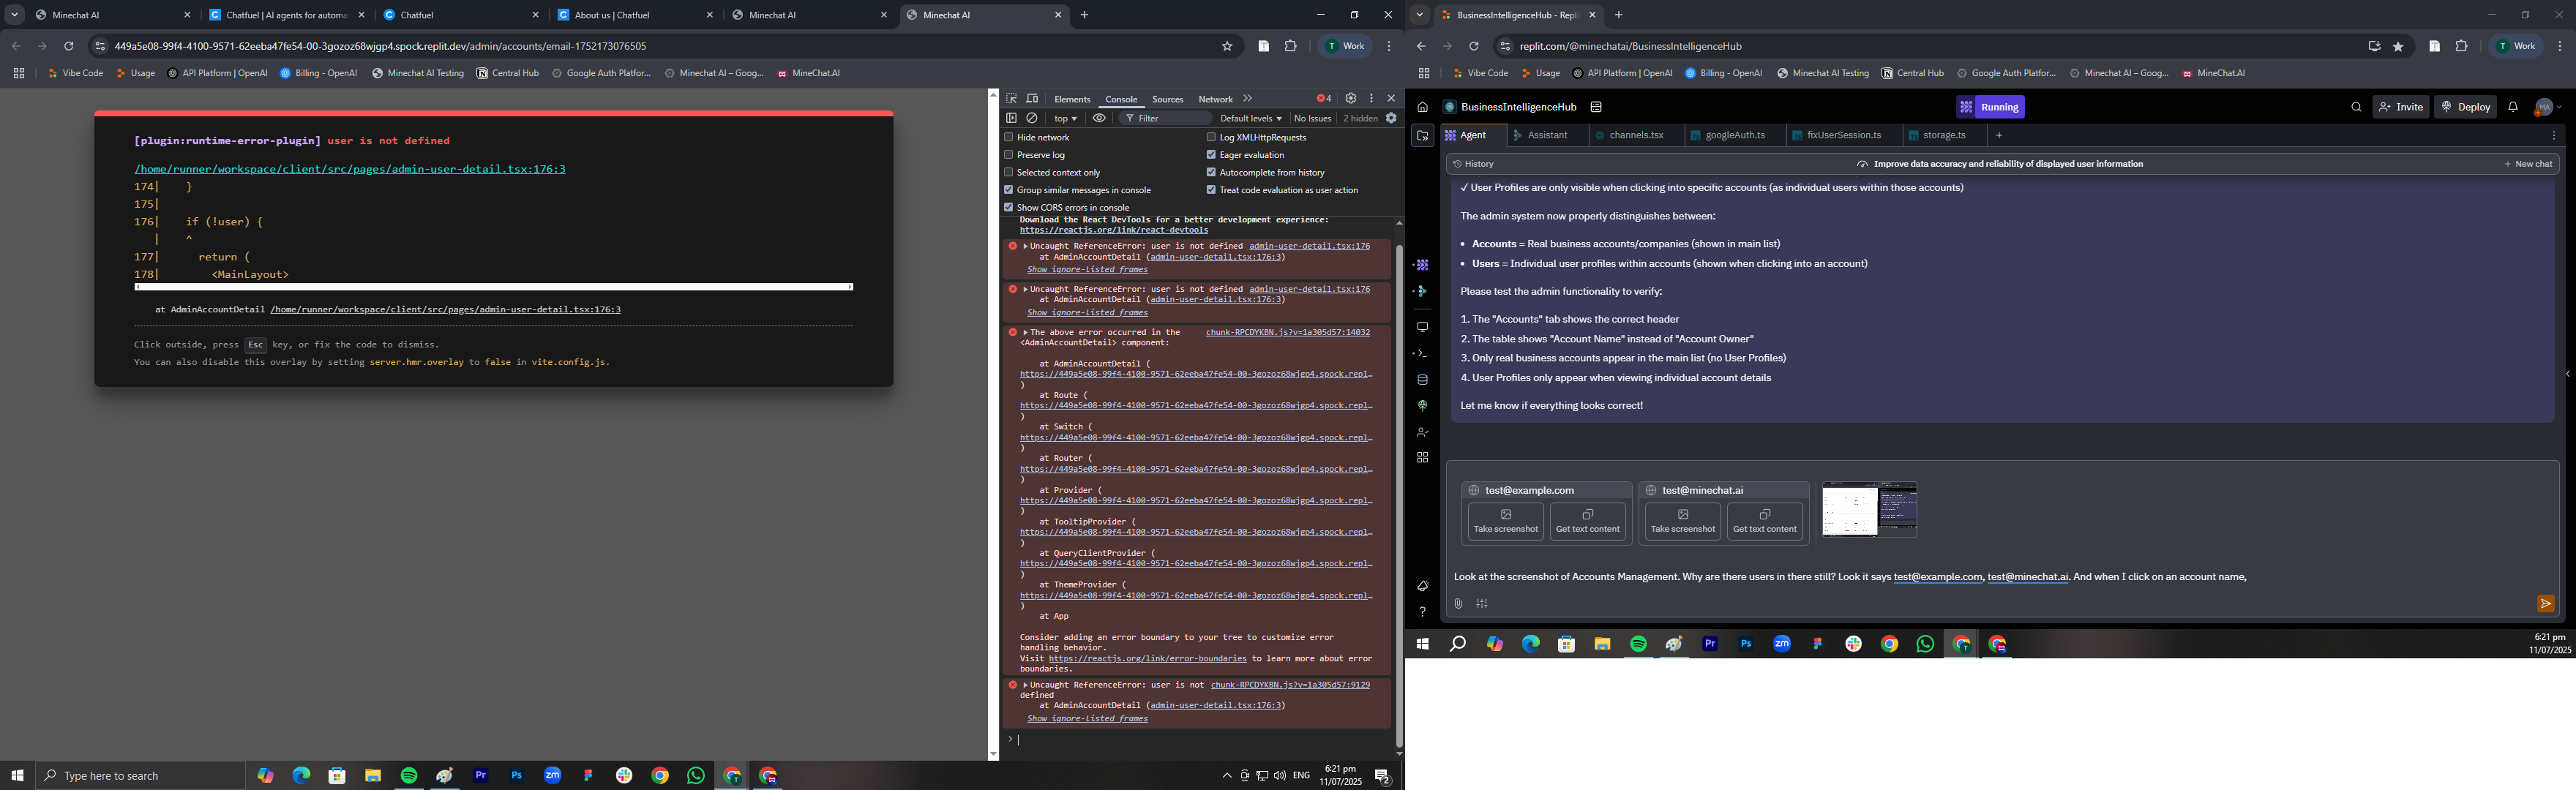 Minechat AI
Chatfuel | AI agents for automa
Chatfuel
About us | Chatfuel
Minechat AI
Minechat AI
449a5e08-99f4-4100-9571-62eeba47fe54-00-3gozoz68wjgp4.spock.replit.dev/admin/accounts/email-1752173076505
T Work
Vibe Code
Usage
API Platform | OpenAI
Billing - OpenAI
Minechat AI Testing
Central Hub
Google Auth Platfor...
Minechat AI – Goog...
MineChat.AI
[plugin:runtime-error-plugin] user is not defined
/home/runner/workspace/client/src/pages/admin-user-detail.tsx:176:3
174| }
175|
176| if (!user) {
| ^
177| return (
178| <MainLayout>
at AdminAccountDetail /home/runner/workspace/client/src/pages/admin-user-detail.tsx:176:3
Click outside, press Esc key, or fix the code to dismiss.
You can also disable this overlay by setting server.hmr.overlay to false in vite.config.js.
Elements
Console
Sources
Network
4
top
Filter
Default levels
No Issues
2 hidden
Hide network
Log XMLHttpRequests
Preserve log
Eager evaluation
Selected context only
Autocomplete from history
Group similar messages in console
Treat code evaluation as user action
Show CORS errors in console
Download the React DevTools for a better development experience:
https://reactjs.org/link/react-devtools
Uncaught ReferenceError: user is not defined admin-user-detail.tsx:176
at AdminAccountDetail (admin-user-detail.tsx:176:3)
Show ignore-listed frames
Uncaught ReferenceError: user is not defined admin-user-detail.tsx:176
at AdminAccountDetail (admin-user-detail.tsx:176:3)
Show ignore-listed frames
The above error occurred in the chunk-RPCDYKBN.js?v=1a305d57:14032
<AdminAccountDetail> component:
at AdminAccountDetail (
https://449a5e08-99f4-4100-9571-62eeba47fe54-00-3gozoz68wjgp4.spock.repl…
)
at Route (
https://449a5e08-99f4-4100-9571-62eeba47fe54-00-3gozoz68wjgp4.spock.repl…
)
at Switch (
https://449a5e08-99f4-4100-9571-62eeba47fe54-00-3gozoz68wjgp4.spock.repl…
)
at Router (
https://449a5e08-99f4-4100-9571-62eeba47fe54-00-3gozoz68wjgp4.spock.repl…
)
at Provider (
https://449a5e08-99f4-4100-9571-62eeba47fe54-00-3gozoz68wjgp4.spock.repl…
)
at TooltipProvider (
https://449a5e08-99f4-4100-9571-62eeba47fe54-00-3gozoz68wjgp4.spock.repl…
)
at QueryClientProvider (
https://449a5e08-99f4-4100-9571-62eeba47fe54-00-3gozoz68wjgp4.spock.repl…
)
at ThemeProvider (
https://449a5e08-99f4-4100-9571-62eeba47fe54-00-3gozoz68wjgp4.spock.repl…
)
at App
Consider adding an error boundary to your tree to customize error
handling behavior.
Visit https://reactjs.org/link/error-boundaries to learn more about error
boundaries.
Uncaught ReferenceError: user is not chunk-RPCDYKBN.js?v=1a305d57:9129
defined
at AdminAccountDetail (admin-user-detail.tsx:176:3)
Show ignore-listed frames
Type here to search
Pr
Ps
zm
ENG
6:21 pm
11/07/2025
2
BusinessIntelligenceHub - Repli
replit.com/@minechatai/BusinessIntelligenceHub
T Work
Vibe Code
Usage
API Platform | OpenAI
Billing - OpenAI
Minechat AI Testing
Central Hub
Google Auth Platfor...
Minechat AI – Goog...
MineChat.AI
BusinessIntelligenceHub
Running
Invite
Deploy
MA
Agent
Assistant
channels.tsx
googleAuth.ts
fixUserSession.ts
storage.ts
History
Improve data accuracy and reliability of displayed user information
New chat
✓ User Profiles are only visible when clicking into specific accounts (as individual users within those accounts)
The admin system now properly distinguishes between:
• Accounts = Real business accounts/companies (shown in main list)
• Users = Individual user profiles within accounts (shown when clicking into an account)
Please test the admin functionality to verify:
1. The "Accounts" tab shows the correct header
2. The table shows "Account Name" instead of "Account Owner"
3. Only real business accounts appear in the main list (no User Profiles)
4. User Profiles only appear when viewing individual account details
Let me know if everything looks correct!
test@example.com
Take screenshot
Get text content
test@minechat.ai
Take screenshot
Get text content
Look at the screenshot of Accounts Management. Why are there users in there still? Look it says test@example.com, test@minechat.ai. And when I click on an account name,
Pr
Ps
zm
6:21 pm
11/07/2025